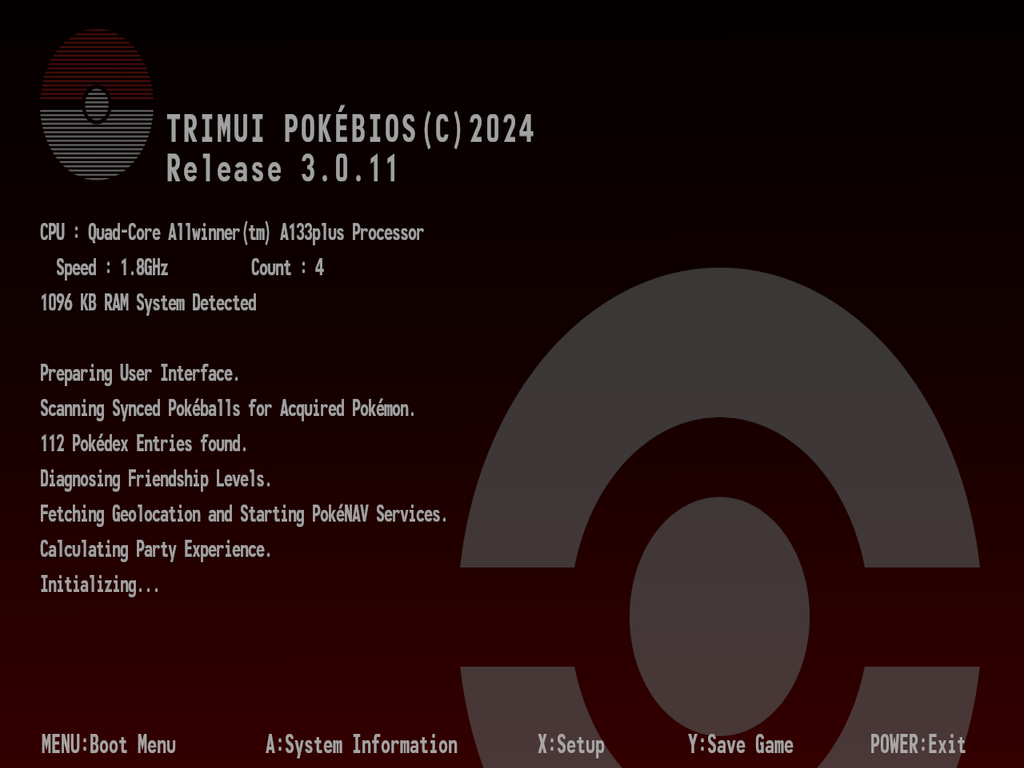 TRIMUI POKÉBIOS(C)2024
Release 3.0.11
CPU : Quad-Core Allwinner(tm) A133plus Processor
Speed : 1.8GHz Count : 4
1096 KB RAM System Detected
Preparing User Interface.
Scanning Synced Pokéballs for Acquired Pokémon.
112 Pokédex Entries found.
Diagnosing Friendship Levels.
Fetching Geolocation and Starting PokéNAV Services.
Calculating Party Experience.
Initializing...
MENU:Boot Menu A:System Information X:Setup Y:Save Game POWER:Exit